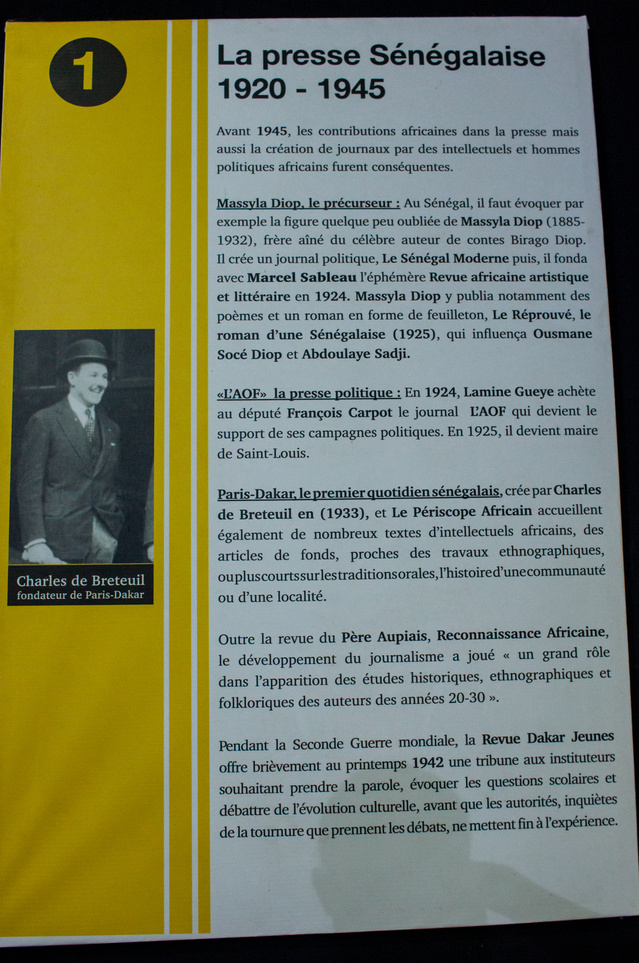 1
La presse Sénégalaise
1920 - 1945
Avant 1945, les contributions africaines dans la presse mais
aussi la création de journaux par des intellectuels et hommes
politiques africains furent conséquentes.
Massyla Diop, le précurseur : Au Sénégal, il faut évoquer par
exemple la figure quelque peu oubliée de Massyla Diop (1885-
1932), frère aîné du célèbre auteur de contes Birago Diop.
Il crée un journal politique, Le Sénégal Moderne puis, il fonda
avec Marcel Sableau l'éphémère Revue africaine artistique
et littéraire en 1924. Massyla Diop y publia notamment des
poèmes et un roman en forme de feuilleton, Le Réprouvé, le
roman d'une Sénégalaise (1925), qui influença Ousmane
Socé Diop et Abdoulaye Sadji.
«L'AOF» la presse politique : En 1924, Lamine Gueye achète
au député François Carpot le journal L'AOF qui devient le
support de ses campagnes politiques. En 1925, il devient maire
de Saint-Louis.
Paris-Dakar, le premier quotidien sénégalais, crée par Charles
de Breteuil en (1933), et Le Périscope Africain accueillent
également de nombreux textes d'intellectuels africains, des
articles de fonds, proches des travaux ethnographiques,
ou plus courts sur les traditions orales, l'histoire d'une communauté
ou d'une localité.
Outre la revue du Père Aupiais, Reconnaissance Africaine,
le développement du journalisme a joué « un grand rôle
dans l'apparition des études historiques, ethnographiques et
folkloriques des auteurs des années 20-30 ».
Pendant la Seconde Guerre mondiale, la Revue Dakar Jeunes
offre brièvement au printemps 1942 une tribune aux instituteurs
souhaitant prendre la parole, évoquer les questions scolaires et
débattre de l'évolution culturelle, avant que les autorités, inquiètes
de la tournure que prennent les débats, ne mettent fin à l'expérience.
Charles de Breteuil
fondateur de Paris-Dakar